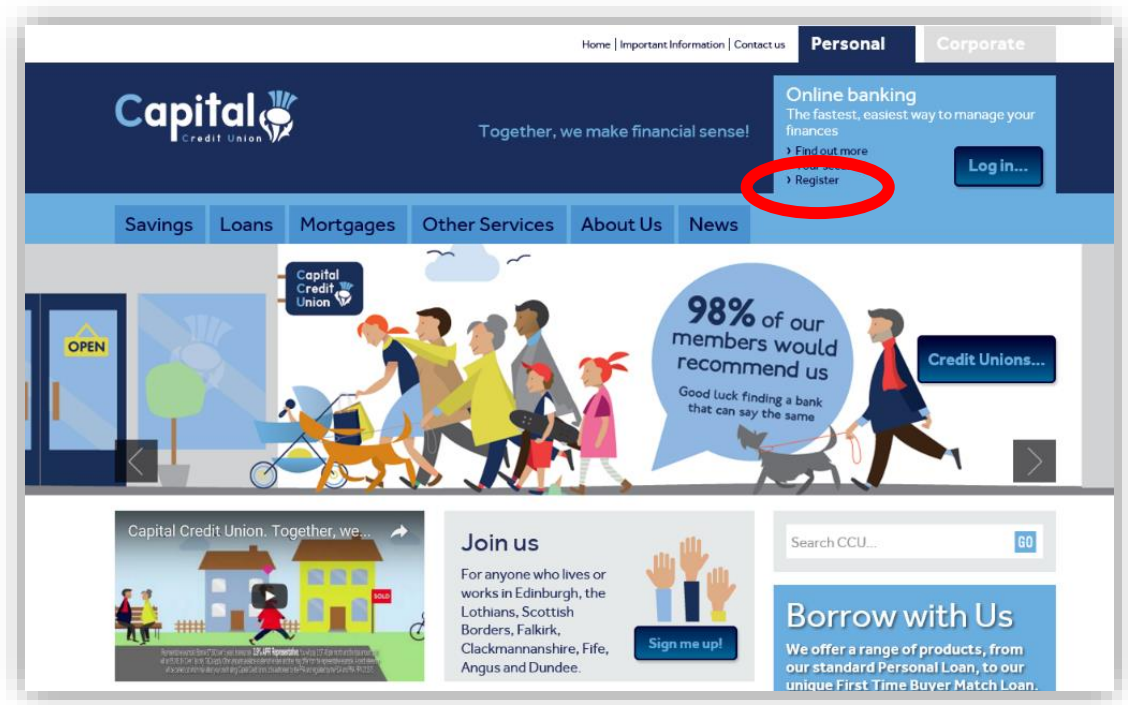 Home | Important Information | Contact us
Personal
Corporate
Capital
Credit Union
Together, we make financial sense!
Online banking
The fastest, easiest way to manage your
finances
› Find out more
› Register
Log in...
Savings
Loans
Mortgages
Other Services
About Us
News
OPEN
Capital
Credit
Union
98% of our
members would
recommend us
Good luck finding a bank
that can say the same
Credit Unions...
Capital Credit Union. Together, we...
SOLD
Join us
For anyone who lives or
works in Edinburgh, the
Lothians, Scottish
Borders, Falkirk,
Clackmannanshire, Fife,
Angus and Dundee.
Sign me up!
Search CCU...
GO
Borrow with Us
We offer a range of products, from
our standard Personal Loan, to our
unique First Time Buyer Match Loan.